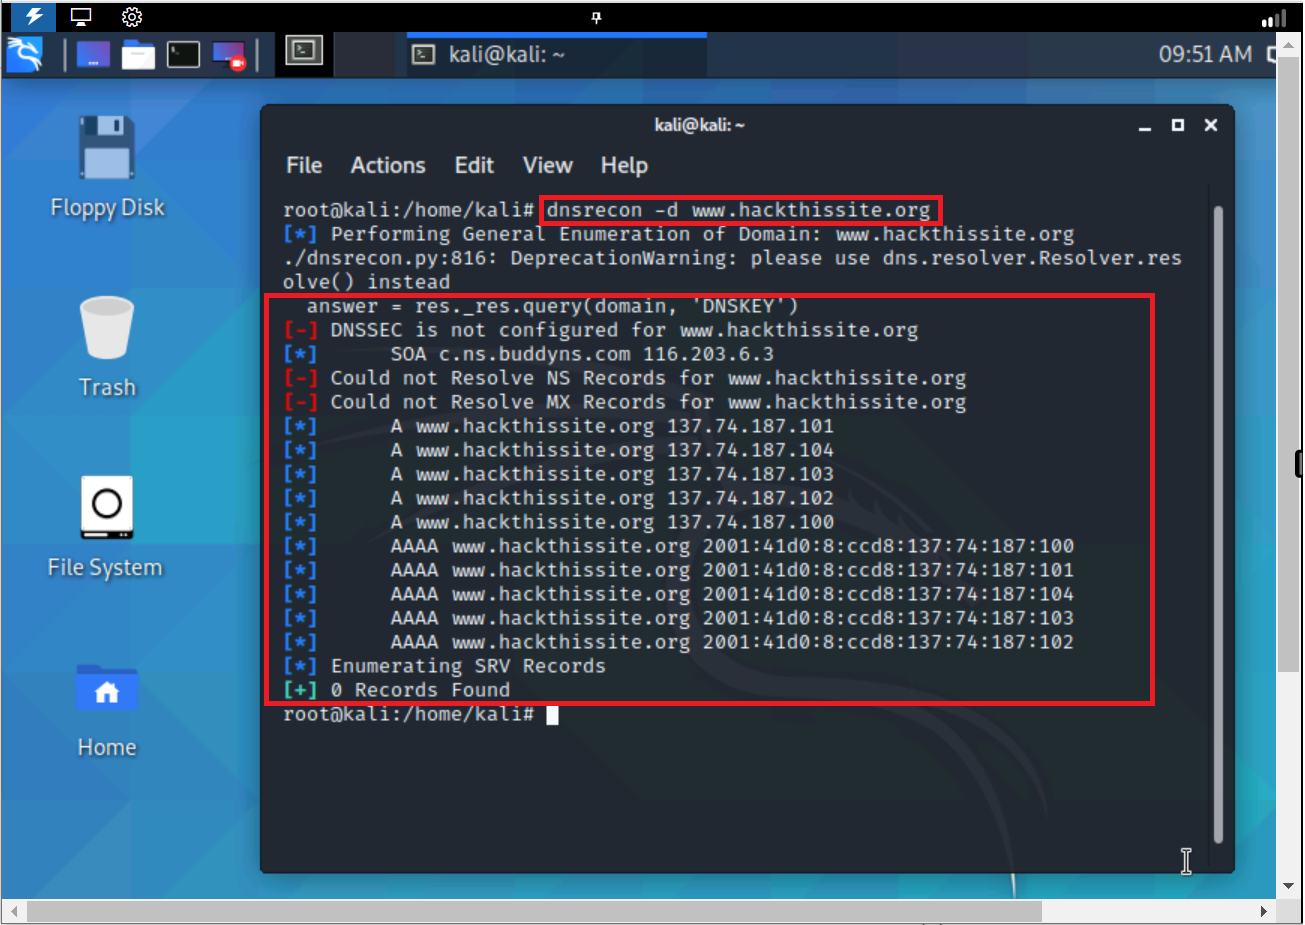 kali@kali: ~
09:51 AM
Floppy Disk
Trash
File System
Home
kali@kali: ~
File Actions Edit View Help
root@kali:/home/kali# dnsrecon -d www.hackthissite.org
[*] Performing General Enumeration of Domain: www.hackthissite.org
./dnsrecon.py:816: DeprecationWarning: please use dns.resolver.Resolver.res
olve() instead
  answer = res._res.query(domain, 'DNSKEY')
[-] DNSSEC is not configured for www.hackthissite.org
[*]      SOA c.ns.buddyns.com 116.203.6.3
[-] Could not Resolve NS Records for www.hackthissite.org
[-] Could not Resolve MX Records for www.hackthissite.org
[*]      A www.hackthissite.org 137.74.187.101
[*]      A www.hackthissite.org 137.74.187.104
[*]      A www.hackthissite.org 137.74.187.103
[*]      A www.hackthissite.org 137.74.187.102
[*]      A www.hackthissite.org 137.74.187.100
[*]      AAAA www.hackthissite.org 2001:41d0:8:ccd8:137:74:187:100
[*]      AAAA www.hackthissite.org 2001:41d0:8:ccd8:137:74:187:101
[*]      AAAA www.hackthissite.org 2001:41d0:8:ccd8:137:74:187:104
[*]      AAAA www.hackthissite.org 2001:41d0:8:ccd8:137:74:187:103
[*]      AAAA www.hackthissite.org 2001:41d0:8:ccd8:137:74:187:102
[*] Enumerating SRV Records
[+] 0 Records Found
root@kali:/home/kali#